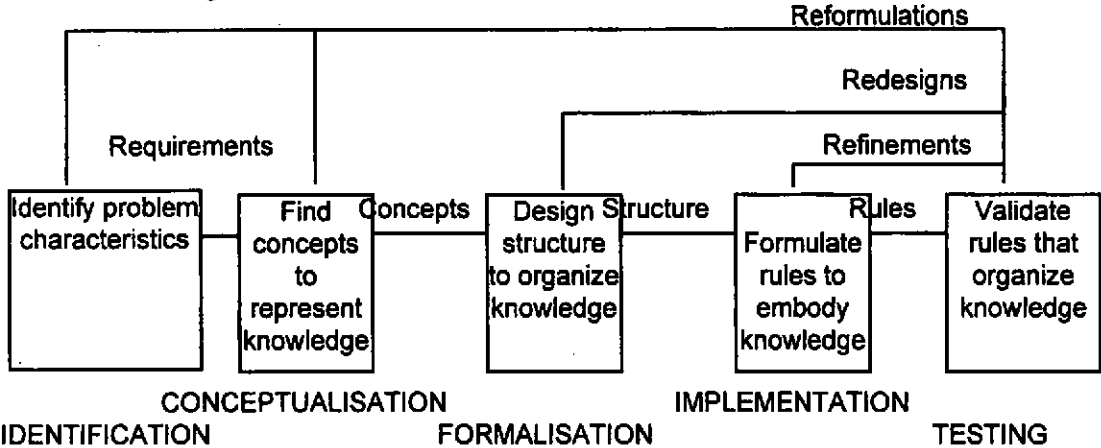 Reformulations
Redesigns
Refinements
Requirements
Identify problem
characteristics
Find
concepts
to
represent
knowledge
Concepts
Design
structure
to organize
knowledge
Structure
Formulate
rules to
embody
knowledge
Rules
Validate
rules that
organize
knowledge
CONCEPTUALISATION
IMPLEMENTATION
IDENTIFICATION
FORMALISATION
TESTING